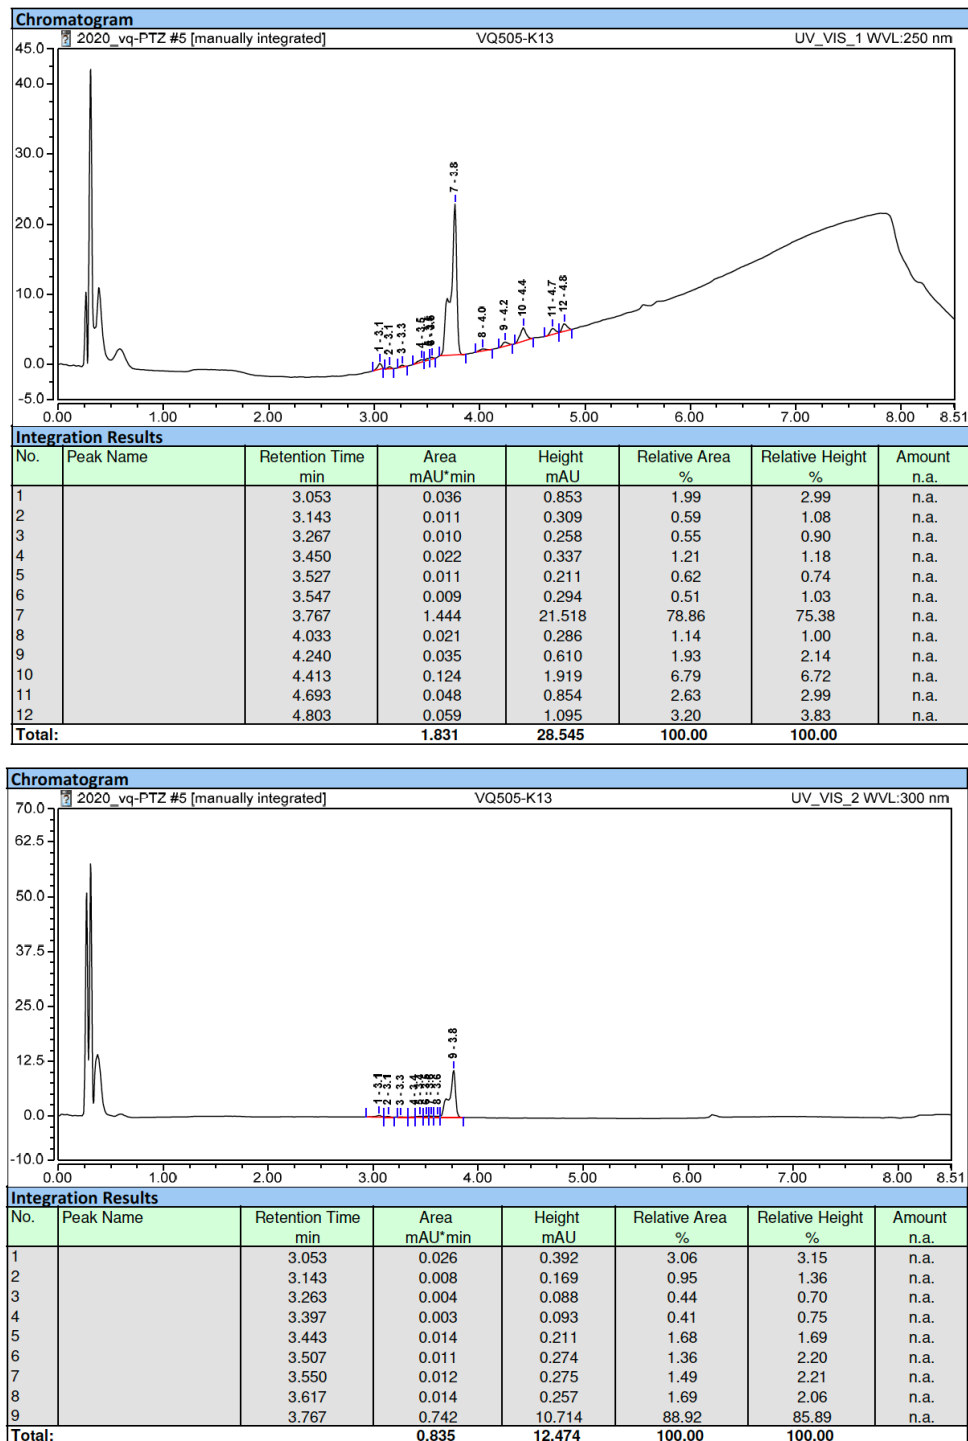 Chromatogram
2020_vq-PTZ #5 [manually integrated] VQ505-K13 UV_VIS_1 WVL:250 nm
45.0
40.0
30.0
20.0
10.0
0.0
-5.0
1 - 3.1
2 - 3.1
3 - 3.3
7 - 3.8
8 - 4.0
9 - 4.2
10 - 4.4
11 - 4.7
12 - 4.8
0.00 1.00 2.00 3.00 4.00 5.00 6.00 7.00 8.00 8.51
Integration Results
No. Peak Name Retention Time Area Height Relative Area Relative Height Amount
min mAU*min mAU % % n.a.
1 3.053 0.036 0.853 1.99 2.99 n.a.
2 3.143 0.011 0.309 0.59 1.08 n.a.
3 3.267 0.010 0.258 0.55 0.90 n.a.
4 3.450 0.022 0.337 1.21 1.18 n.a.
5 3.527 0.011 0.211 0.62 0.74 n.a.
6 3.547 0.009 0.294 0.51 1.03 n.a.
7 3.767 1.444 21.518 78.86 75.38 n.a.
8 4.033 0.021 0.286 1.14 1.00 n.a.
9 4.240 0.035 0.610 1.93 2.14 n.a.
10 4.413 0.124 1.919 6.79 6.72 n.a.
11 4.693 0.048 0.854 2.63 2.99 n.a.
12 4.803 0.059 1.095 3.20 3.83 n.a.
Total: 1.831 28.545 100.00 100.00
Chromatogram
2020_vq-PTZ #5 [manually integrated] VQ505-K13 UV_VIS_2 WVL:300 nm
70.0
62.5
50.0
37.5
25.0
12.5
0.0
-10.0
1 - 3.1
2 - 3.1
3 - 3.3
9 - 3.8
0.00 1.00 2.00 3.00 4.00 5.00 6.00 7.00 8.00 8.51
Integration Results
No. Peak Name Retention Time Area Height Relative Area Relative Height Amount
min mAU*min mAU % % n.a.
1 3.053 0.026 0.392 3.06 3.15 n.a.
2 3.143 0.008 0.169 0.95 1.36 n.a.
3 3.263 0.004 0.088 0.44 0.70 n.a.
4 3.397 0.003 0.093 0.41 0.75 n.a.
5 3.443 0.014 0.211 1.68 1.69 n.a.
6 3.507 0.011 0.274 1.36 2.20 n.a.
7 3.550 0.012 0.275 1.49 2.21 n.a.
8 3.617 0.014 0.257 1.69 2.06 n.a.
9 3.767 0.742 10.714 88.92 85.89 n.a.
Total: 0.835 12.474 100.00 100.00